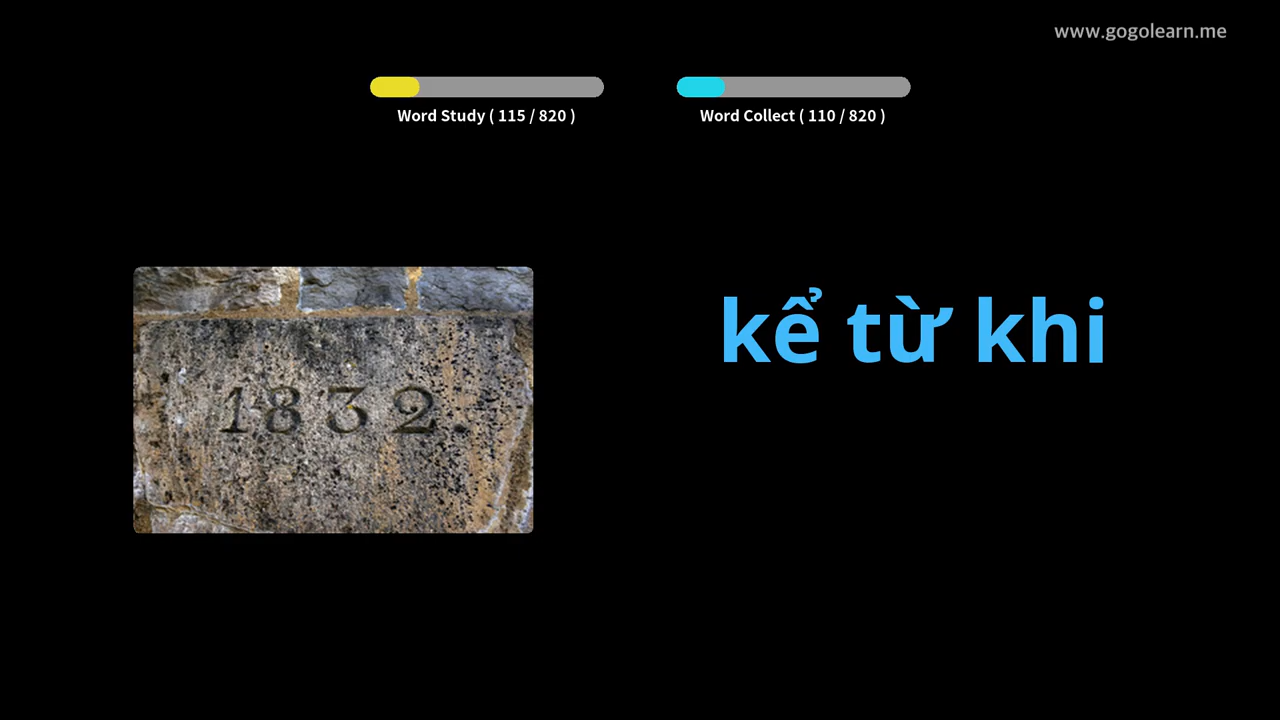 www.gogolearn.me
Word Study ( 115 / 820 )
Word Collect ( 110 / 820 )
1832.
kể từ khi